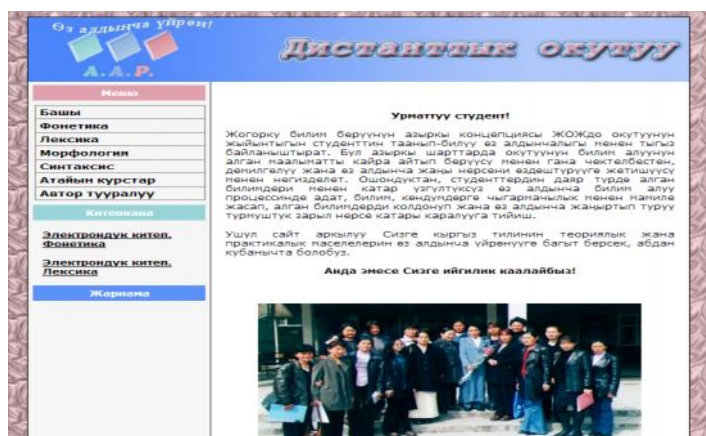 Өз алдынча үйрөн!
А.А.Р.
Дистанттык окутуу
Меню
Башы
Фонетика
Лексика
Морфология
Синтаксис
Атайын курстар
Автор тууралуу
Китепкана
Электрондук китеп.
Фонетика
Электрондук китеп.
Лексика
Жарнама
Урматтуу студент!
Жогорку билим берүүнүн азыркы концепциясы ЖОЖдо окутуунун
жыйынтыгын студенттин таанып-билүү өз алдынчалыгы менен тыгыз
байланыштырат. Бул азыркы шарттарда окутуунун билим алуунун
алган маалыматты кайра айтып берүүсү менен гана чектелбестен,
демилгелүү жана өз алдынча жаңы нерсени өздөштүрүүгө жетишүүсү
менен негизделет. Ошондуктан, студенттердин даяр түрдө алган
билимдери менен катар үзгүлтүксүз өз алдынча билим алуу
процессинде адат, билим, көндүмдөргө чыгармачылык менен мамиле
жасап, алган билимдерди колдонуп жана өз алдынча жаңыртып туруу
турмуштук зарыл нерсе катары каралууга тийиш.
Ушул сайт аркылуу Сизге кыргыз тилинин теориялык жана
практикалык маселелерин өз алдынча үйрөнүүгө багыт берсек, абдан
кубанычта болобуз.
Анда эмесе Сизге ийгилик каалайбыз!